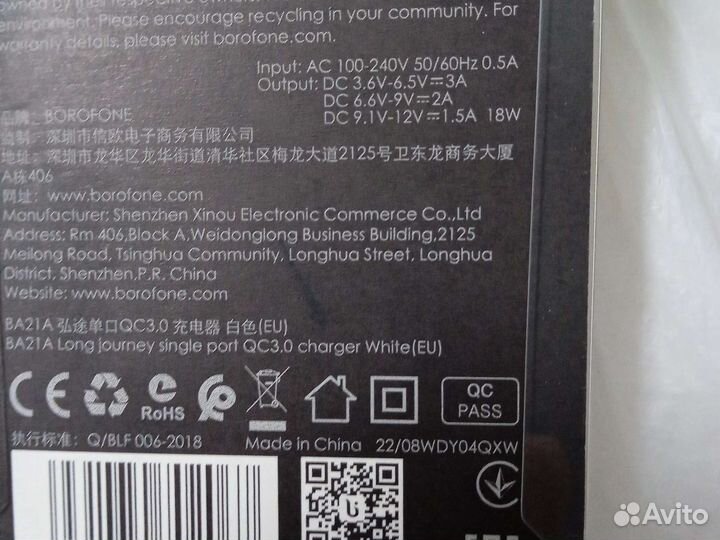 environment. Please encourage recycling in your community. For
warranty details, please visit borofone.com.
Input: AC 100-240V 50/60Hz 0.5A
Output: DC 3.6V-6.5V⎓3A
DC 6.6V-9V⎓2A
DC 9.1V-12V⎓1.5A 18W
品牌: BOROFONE
监制: 深圳市信欧电子商务有限公司
地址: 深圳市龙华区龙华街道清华社区梅龙大道2125号卫东龙商务大厦
A栋406
网址: www.borofone.com
Manufacturer: Shenzhen Xinou Electronic Commerce Co.,Ltd
Address: Rm 406,Block A,Weidonglong Business Building,2125
Meilong Road, Tsinghua Community, Longhua Street, Longhua
District, Shenzhen,P.R. China
Website: www.borofone.com
BA21A 弘途单口QC3.0 充电器 白色(EU)
BA21A Long journey single port QC3.0 charger White(EU)
CE
RoHS
QC
PASS
执行标准: Q/BLF 006-2018
Made in China
22/08WDY04QXW
Avito